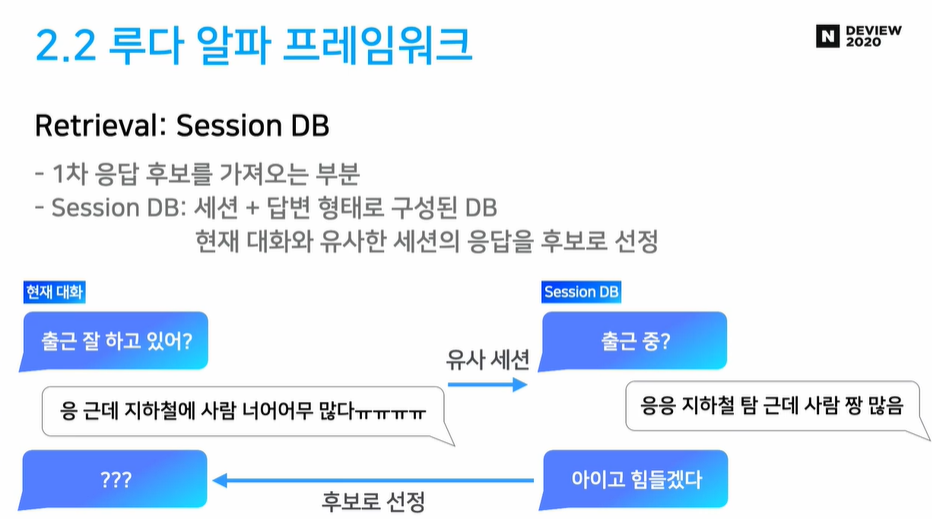 2.2 루다 알파 프레임워크
N DEVIEW
2020
Retrieval: Session DB
- 1차 응답 후보를 가져오는 부분
- Session DB: 세션 + 답변 형태로 구성된 DB
현재 대화와 유사한 세션의 응답을 후보로 선정
현재 대화
Session DB
출근 잘 하고 있어?
출근 중?
유사 세션
응 근데 지하철에 사람 너어어무 많다ㅠㅠㅠㅠ
응응 지하철 탐 근데 사람 짱 많음
???
아이고 힘들겠다
후보로 선정